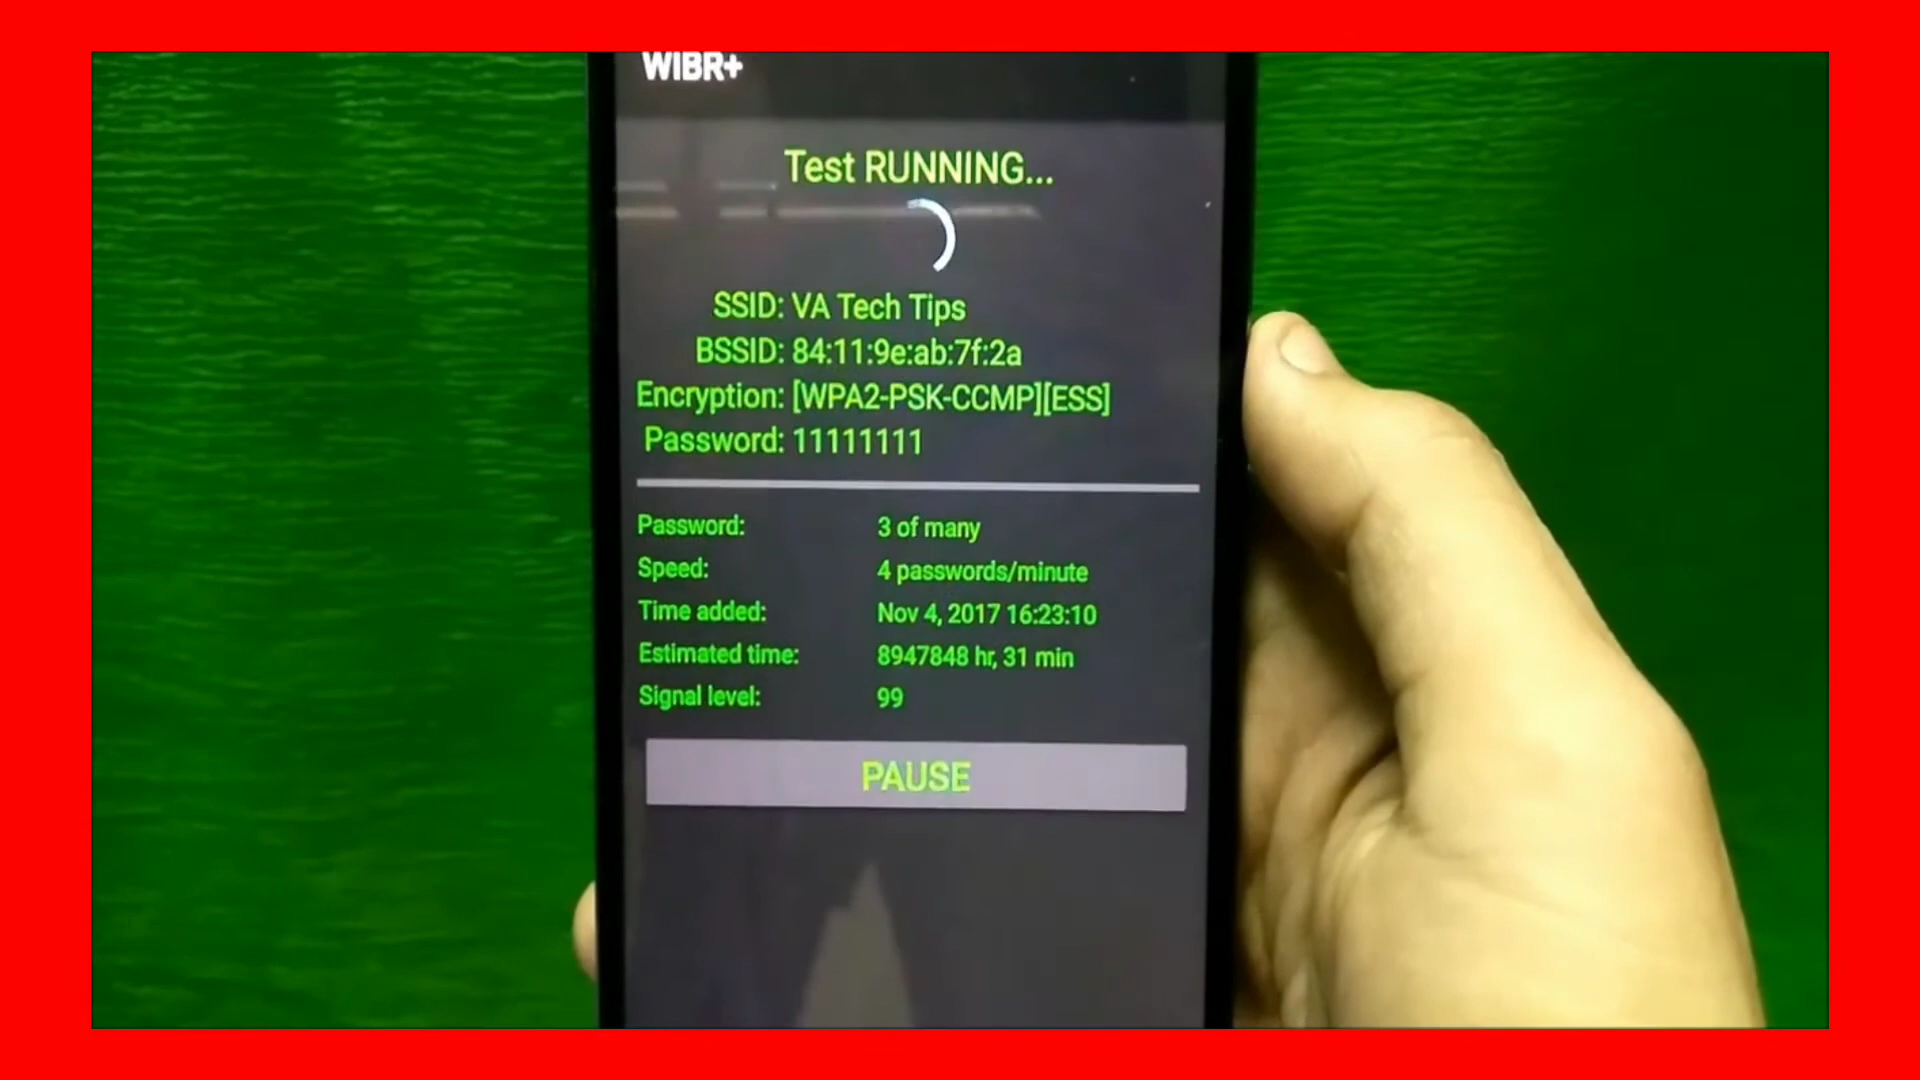 WIBR+
Test RUNNING...
SSID: VA Tech Tips
BSSID: 84:11:9e:ab:7f:2a
Encryption: [WPA2-PSK-CCMP][ESS]
Password: 11111111
Password: 3 of many
Speed: 4 passwords/minute
Time added: Nov 4, 2017 16:23:10
Estimated time: 8947848 hr, 31 min
Signal level: 99
PAUSE